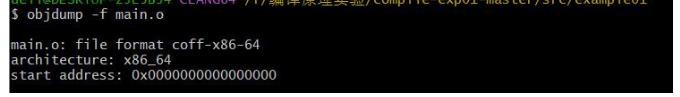 $ objdump -f main.o
main.o: file format coff-x86-64
architecture: x86_64
start address: 0x0000000000000000